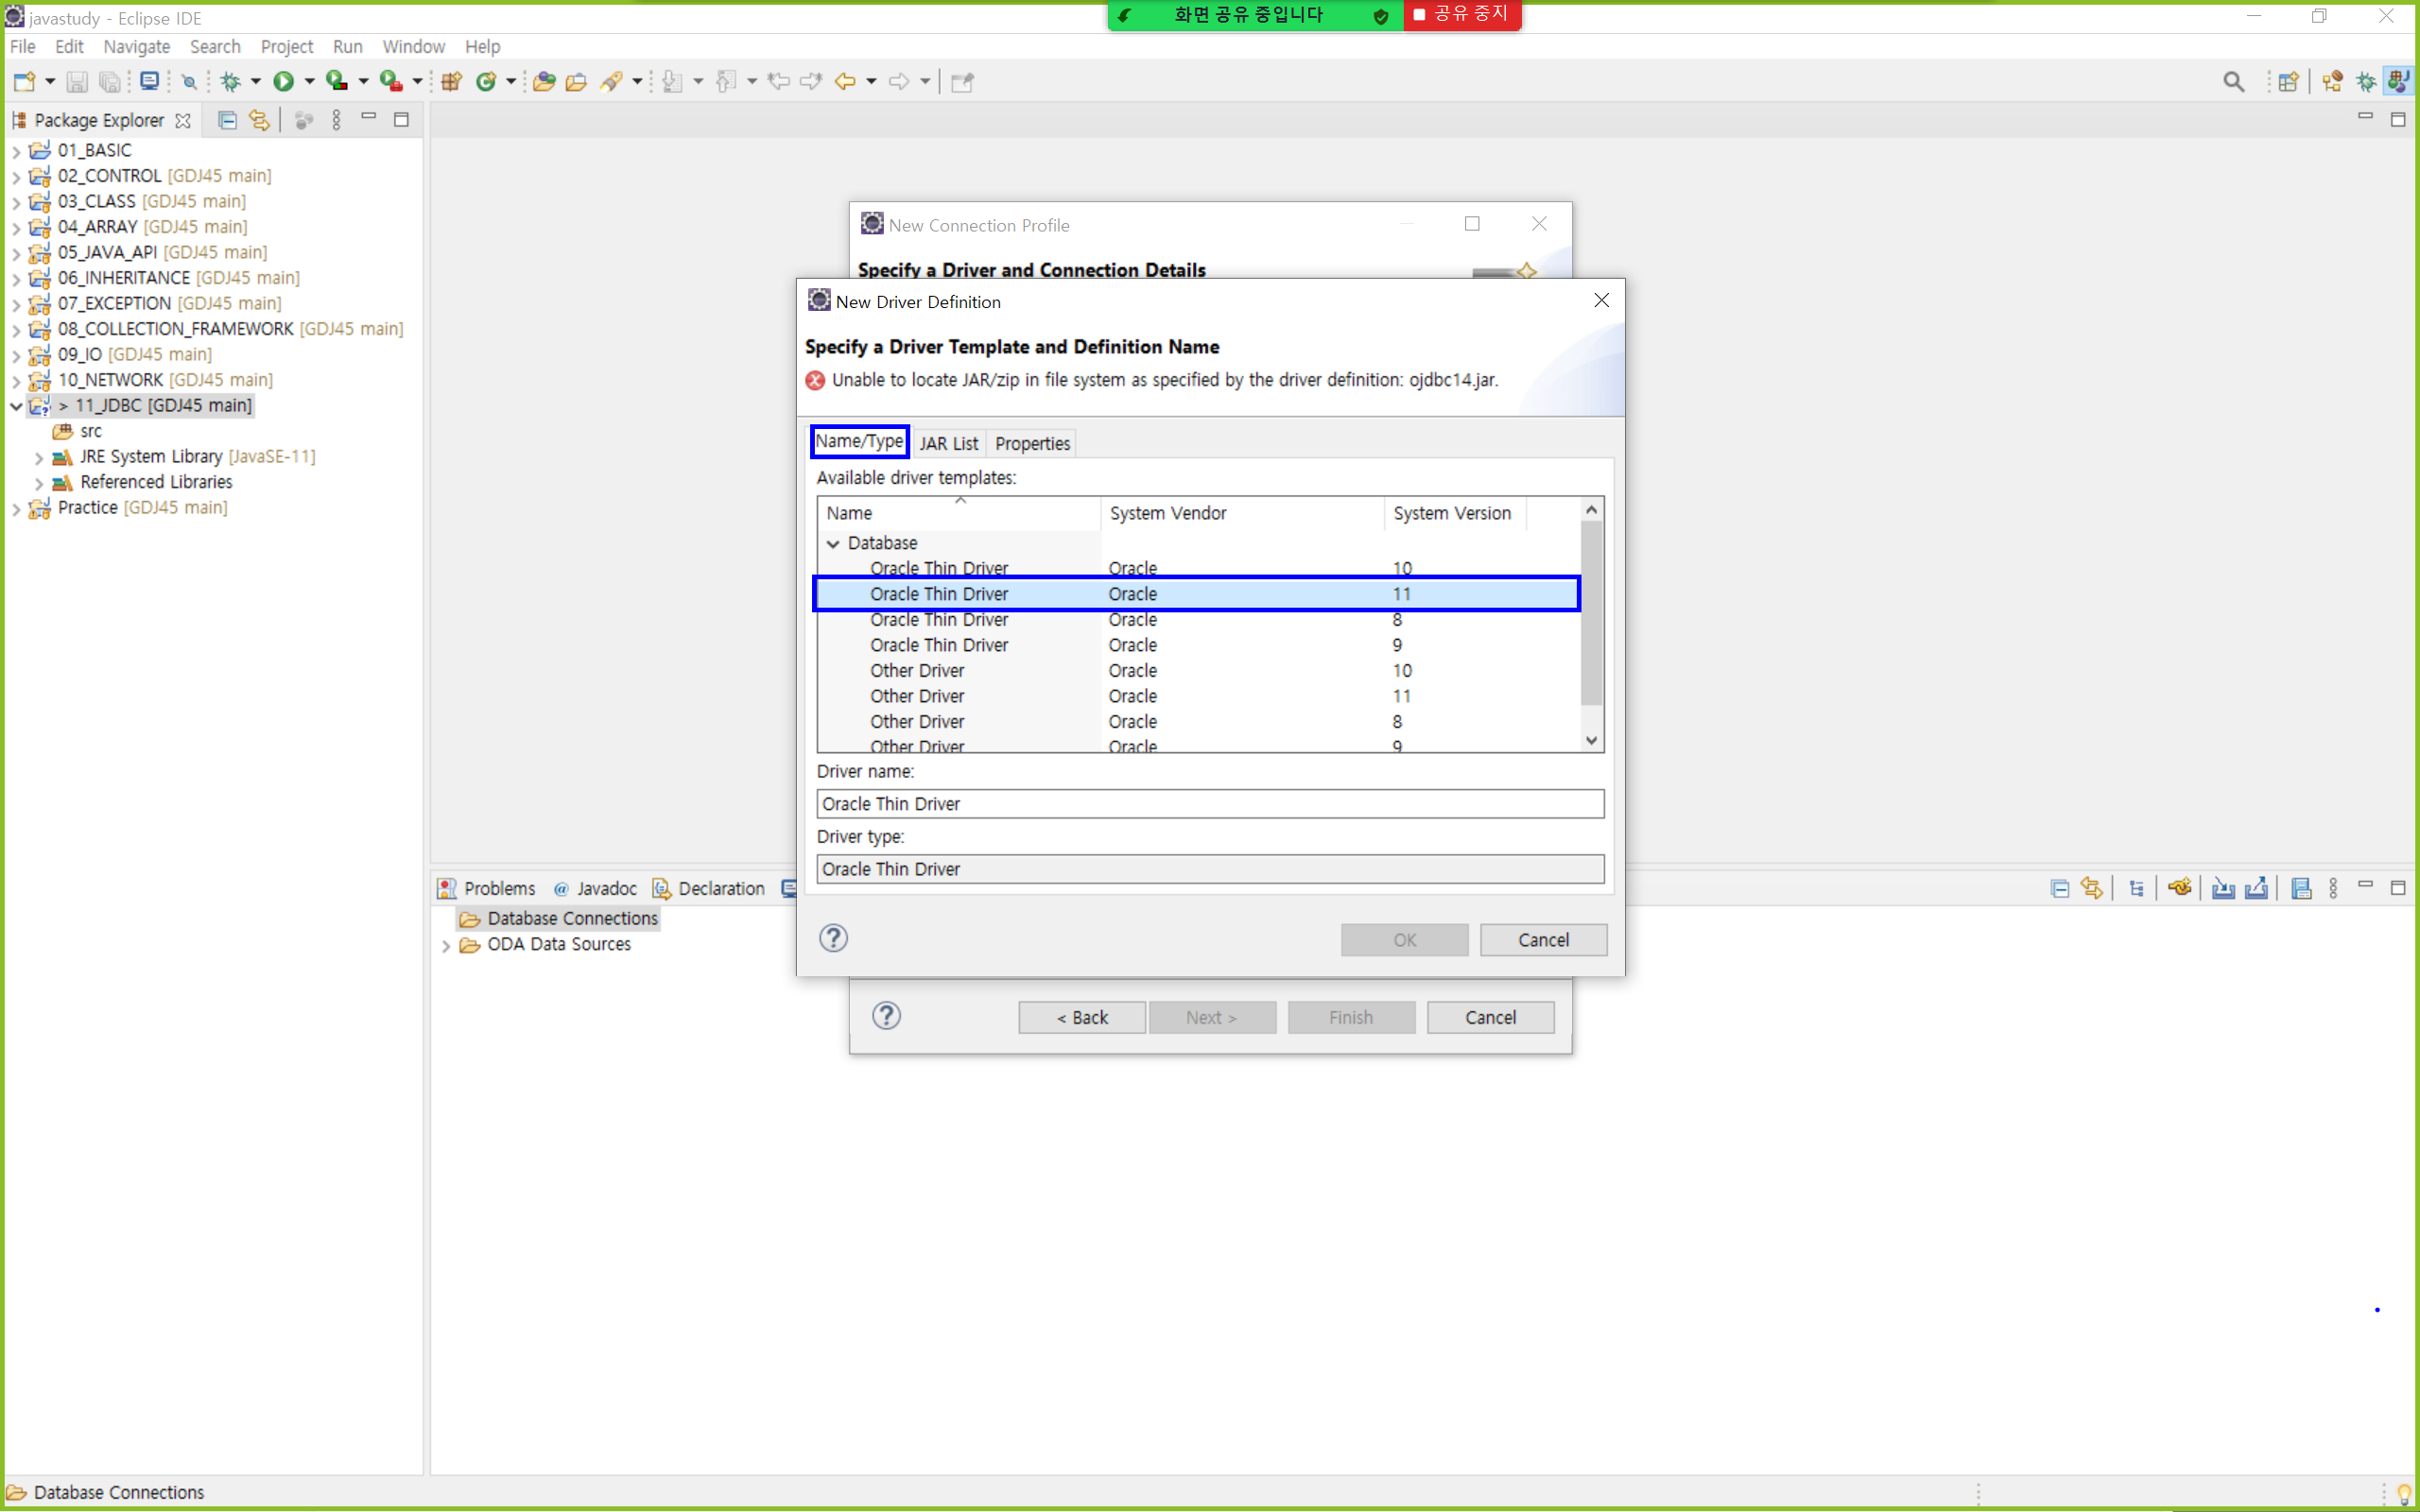 javastudy - Eclipse IDE
화면 공유 중입니다
공유 중지
File Edit Navigate Search Project Run Window Help
Package Explorer
01_BASIC
02_CONTROL [GDJ45 main]
03_CLASS [GDJ45 main]
04_ARRAY [GDJ45 main]
05_JAVA_API [GDJ45 main]
06_INHERITANCE [GDJ45 main]
07_EXCEPTION [GDJ45 main]
08_COLLECTION_FRAMEWORK [GDJ45 main]
09_IO [GDJ45 main]
10_NETWORK [GDJ45 main]
> 11_JDBC [GDJ45 main]
src
JRE System Library [JavaSE-11]
Referenced Libraries
Practice [GDJ45 main]
New Connection Profile
Specify a Driver and Connection Details
New Driver Definition
Specify a Driver Template and Definition Name
Unable to locate JAR/zip in file system as specified by the driver definition: ojdbc14.jar.
Name/Type JAR List Properties
Available driver templates:
Name System Vendor System Version
Database
Oracle Thin Driver Oracle 10
Oracle Thin Driver Oracle 11
Oracle Thin Driver Oracle 8
Oracle Thin Driver Oracle 9
Other Driver Oracle 10
Other Driver Oracle 11
Other Driver Oracle 8
Other Driver Oracle 9
Driver name:
Oracle Thin Driver
Driver type:
Oracle Thin Driver
OK Cancel
< Back Next > Finish Cancel
Problems Javadoc Declaration
Database Connections
ODA Data Sources
Database Connections